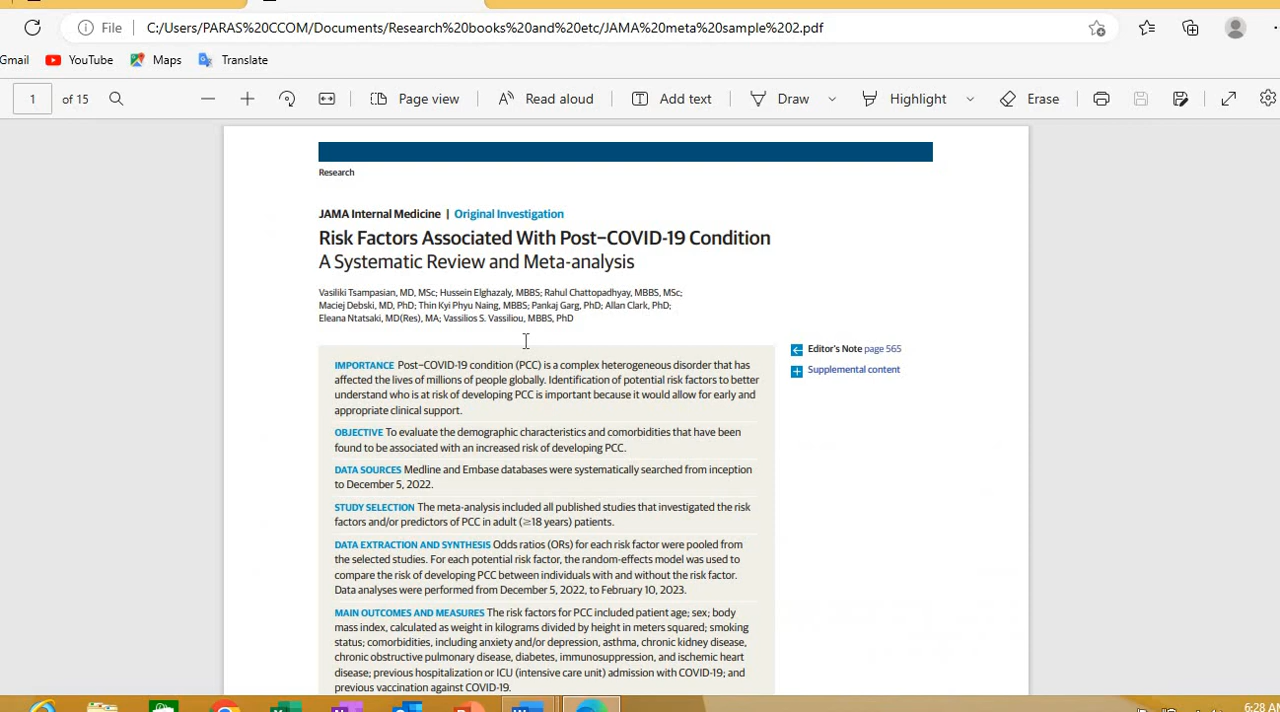 File C:/Users/PARAS%20CCOM/Documents/Research%20books%20and%20etc/JAMA%20meta%20sample%202.pdf
Gmail YouTube Maps Translate
1 of 15 Page view Read aloud Add text Draw Highlight Erase
Research
JAMA Internal Medicine | Original Investigation
Risk Factors Associated With Post–COVID-19 Condition
A Systematic Review and Meta-analysis
Vasiliki Tsampasian, MD, MSc; Hussein Elghazaly, MBBS; Rahul Chattopadhyay, MBBS, MSc;
Maciej Debski, MD, PhD; Thin Kyi Phyu Naing, MBBS; Pankaj Garg, PhD; Allan Clark, PhD;
Eleana Ntatsaki, MD(Res), MA; Vassilios S. Vassiliou, MBBS, PhD
IMPORTANCE Post–COVID-19 condition (PCC) is a complex heterogeneous disorder that has
affected the lives of millions of people globally. Identification of potential risk factors to better
understand who is at risk of developing PCC is important because it would allow for early and
appropriate clinical support.
OBJECTIVE To evaluate the demographic characteristics and comorbidities that have been
found to be associated with an increased risk of developing PCC.
DATA SOURCES Medline and Embase databases were systematically searched from inception
to December 5, 2022.
STUDY SELECTION The meta-analysis included all published studies that investigated the risk
factors and/or predictors of PCC in adult (≥18 years) patients.
DATA EXTRACTION AND SYNTHESIS Odds ratios (ORs) for each risk factor were pooled from
the selected studies. For each potential risk factor, the random-effects model was used to
compare the risk of developing PCC between individuals with and without the risk factor.
Data analyses were performed from December 5, 2022, to February 10, 2023.
MAIN OUTCOMES AND MEASURES The risk factors for PCC included patient age; sex; body
mass index, calculated as weight in kilograms divided by height in meters squared; smoking
status; comorbidities, including anxiety and/or depression, asthma, chronic kidney disease,
chronic obstructive pulmonary disease, diabetes, immunosuppression, and ischemic heart
disease; previous hospitalization or ICU (intensive care unit) admission with COVID-19; and
previous vaccination against COVID-19.
Editor's Note page 565
Supplemental content
6:28 AM